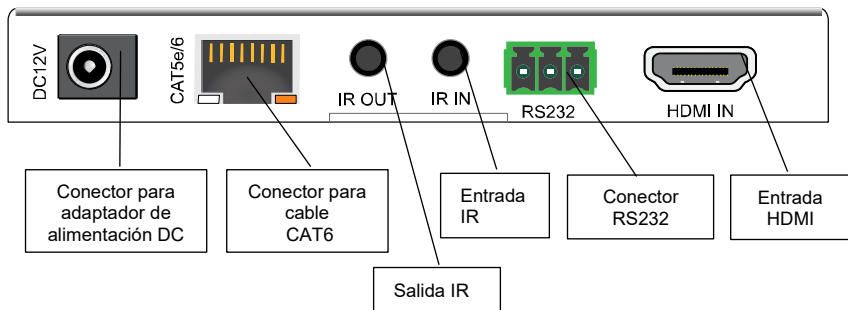 DC12V
CAT5e/6
IR OUT
IR IN
RS232
HDMI IN
Conector para
adaptador de
alimentación DC
Conector para
cable
CAT6
Entrada
IR
Conector
RS232
Entrada
HDMI
Salida IR